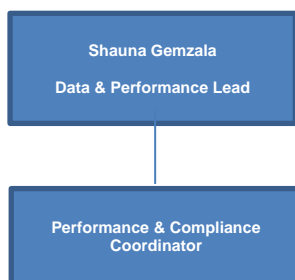 Shauna Gemzala
Data & Performance Lead
Performance & Compliance
Coordinator